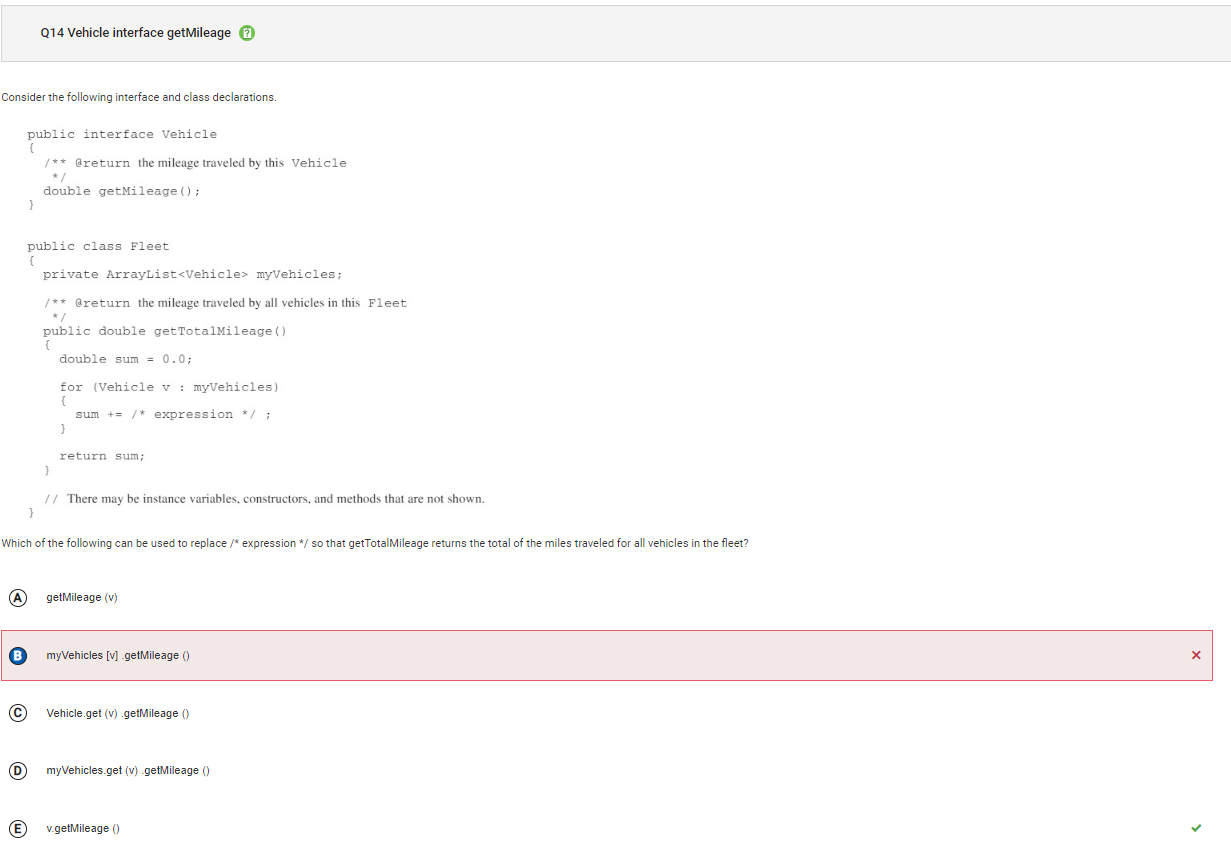 Q14 Vehicle interface getMileage ?
Consider the following interface and class declarations.
public interface Vehicle
{
/** @return the mileage traveled by this Vehicle
*/
double getMileage();
}
public class Fleet
{
private ArrayList<Vehicle> myVehicles;
/** @return the mileage traveled by all vehicles in this Fleet
*/
public double getTotalMileage()
{
double sum = 0.0;
for (Vehicle v : myVehicles)
{
sum += /* expression */ ;
}
return sum;
}
// There may be instance variables, constructors, and methods that are not shown.
}
Which of the following can be used to replace /* expression */ so that getTotalMileage returns the total of the miles traveled for all vehicles in the fleet?
A getMileage (v)
B myVehicles [v] .getMileage ()
C Vehicle.get (v) .getMileage ()
D myVehicles.get (v) .getMileage ()
E v.getMileage ()